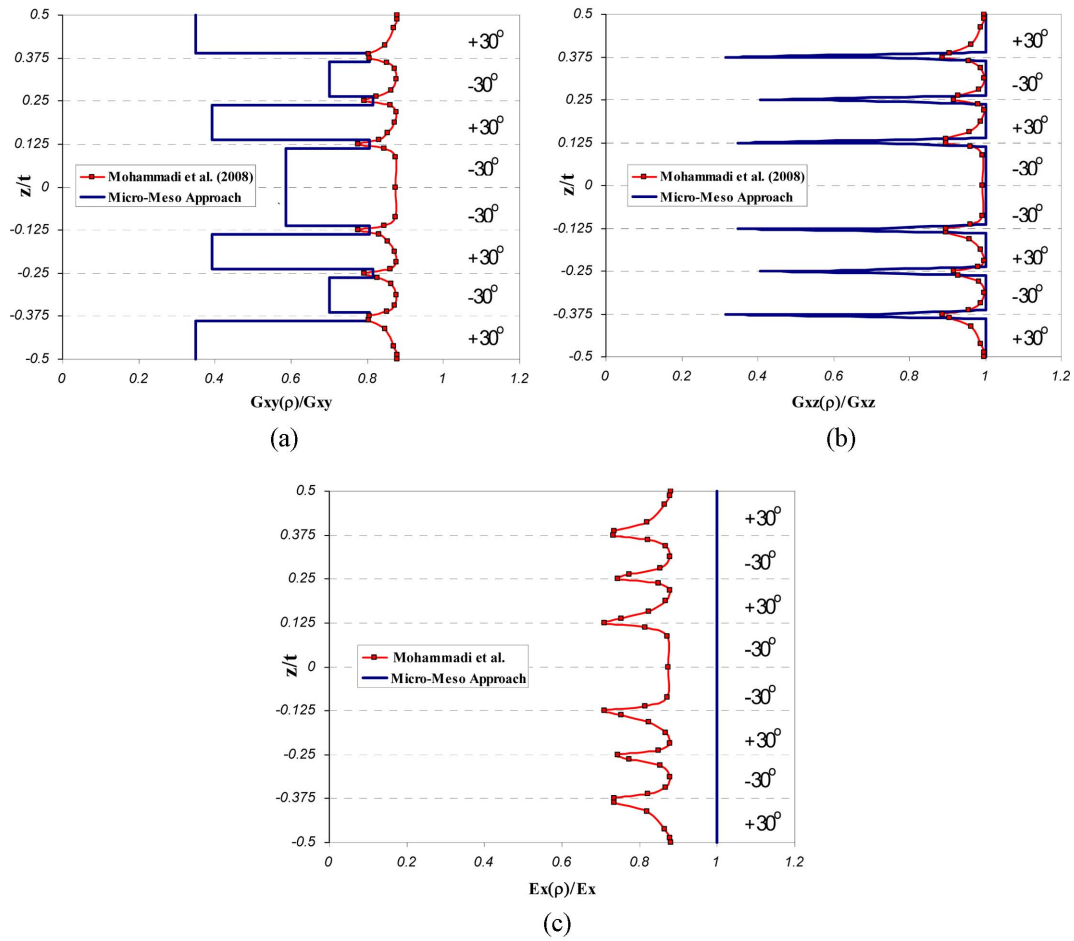 0.5
+30°
0.375
-30°
0.25
+30°
0.125
-30°
z/t
0
Mohammadi et al. (2008)
Micro-Meso Approach
-30°
-0.125
+30°
-0.25
-30°
-0.375
+30°
-0.5
0 0.2 0.4 0.6 0.8 1 1.2
Gxy(ρ)/Gxy
(a)
0.5
+30°
0.375
-30°
0.25
+30°
0.125
-30°
z/t
0
Mohammadi et al. (2008)
Micro-Meso Approach
-30°
-0.125
+30°
-0.25
-30°
-0.375
+30°
-0.5
0 0.2 0.4 0.6 0.8 1 1.2
Gxz(ρ)/Gxz
(b)
0.5
+30°
0.375
-30°
0.25
+30°
0.125
-30°
z/t
0
Mohammadi et al.
Micro-Meso Approach
-30°
-0.125
+30°
-0.25
-30°
-0.375
+30°
-0.5
0 0.2 0.4 0.6 0.8 1 1.2
Ex(ρ)/Ex
(c)